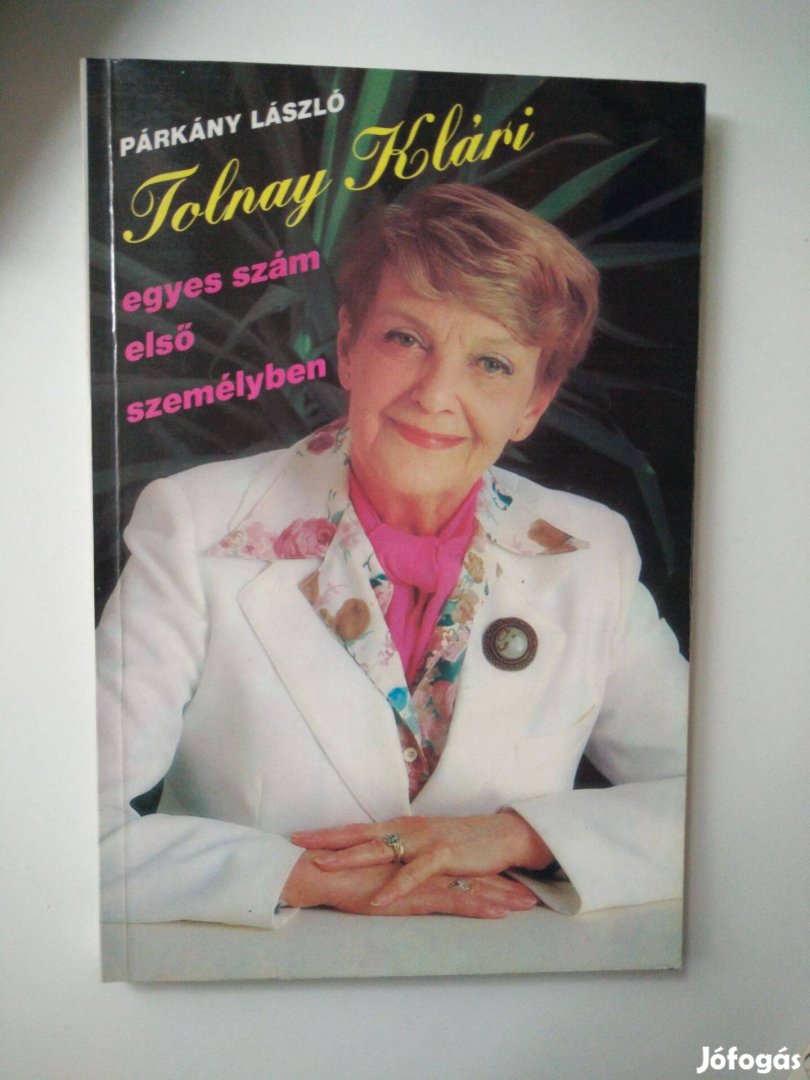 PÁRKÁNY LÁSZLÓ
Tolnay Klári
egyes szám
első
személyben
Jófogás